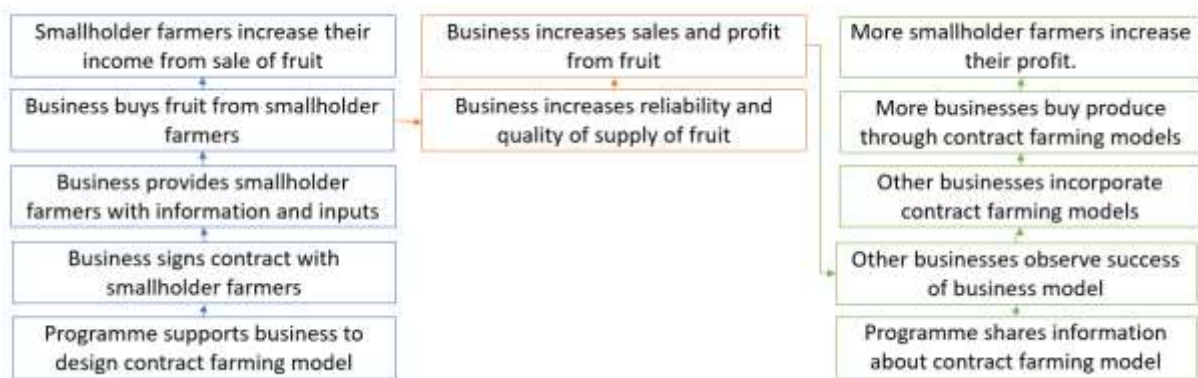 Smallholder farmers increase their
income from sale of fruit
Business buys fruit from smallholder
farmers
Business provides smallholder
farmers with information and inputs
Business signs contract with
smallholder farmers
Programme supports business to
design contract farming model
Business increases sales and profit
from fruit
Business increases reliability and
quality of supply of fruit
More smallholder farmers increase
their profit.
More businesses buy produce
through contract farming models
Other businesses incorporate
contract farming models
Other businesses observe success
of business model
Programme shares information
about contract farming model